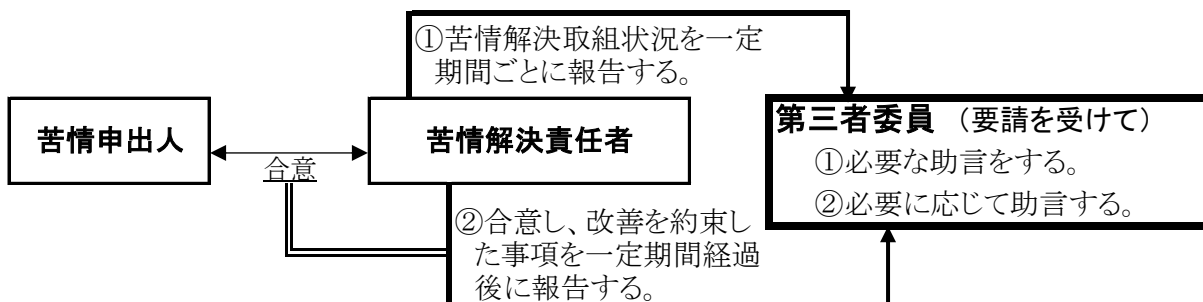 ①苦情解決取組状況を一定
期間ごとに報告する。
苦情申出人
合意
苦情解決責任者
第三者委員 （要請を受けて）
①必要な助言をする。
②必要に応じて助言する。
②合意し、改善を約束し
た事項を一定期間経過
後に報告する。